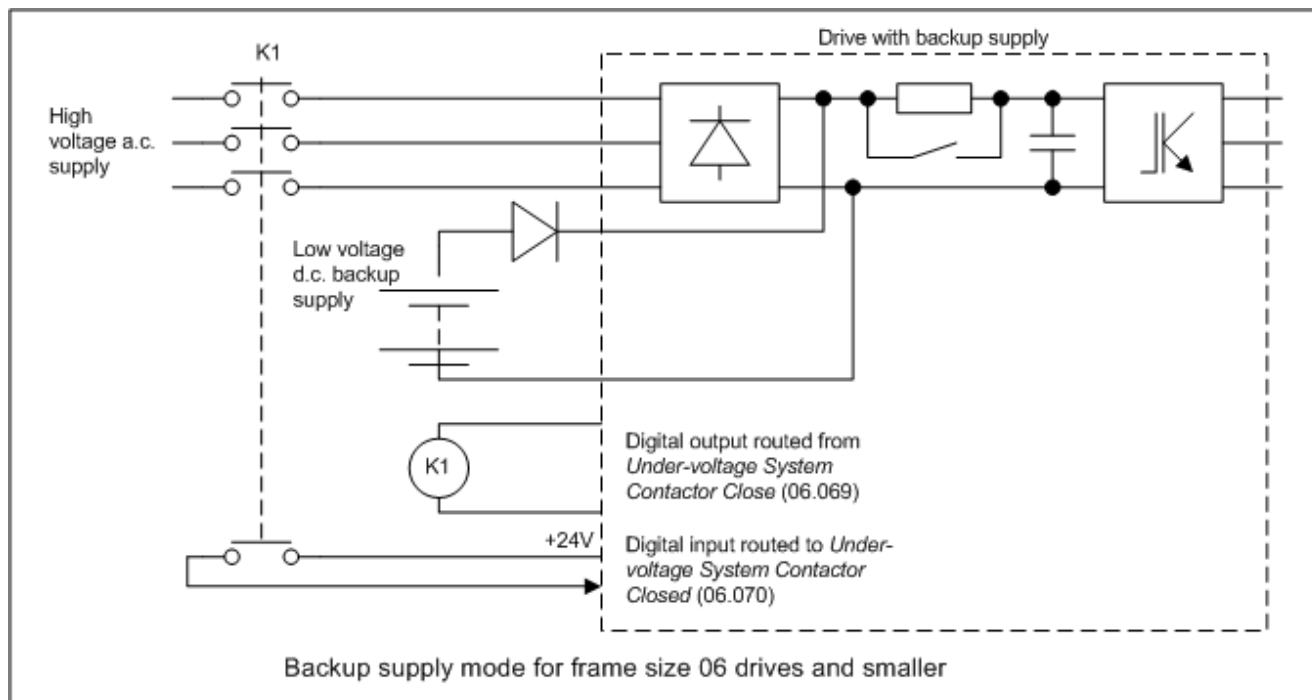 Drive with backup supply
K1
High
voltage a.c.
supply
Low voltage
d.c. backup
supply
K1
Digital output routed from
Under-voltage System
Contactor Close (06.069)
+24V
Digital input routed to Under-
voltage System Contactor
Closed (06.070)
Backup supply mode for frame size 06 drives and smaller